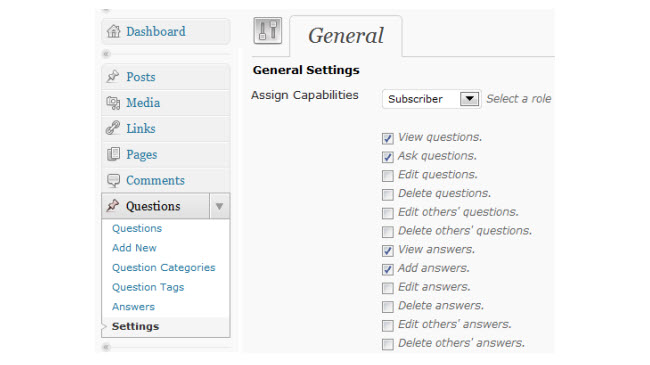 Dashboard
Posts
Media
Links
Pages
Comments
Questions
Questions
Add New
Question Categories
Question Tags
Answers
Settings
General
General Settings
Assign Capabilities
Subscriber
Select a role
View questions.
Ask questions.
Edit questions.
Delete questions.
Edit others' questions.
Delete others' questions.
View answers.
Add answers.
Edit answers.
Delete answers.
Edit others' answers.
Delete others' answers.